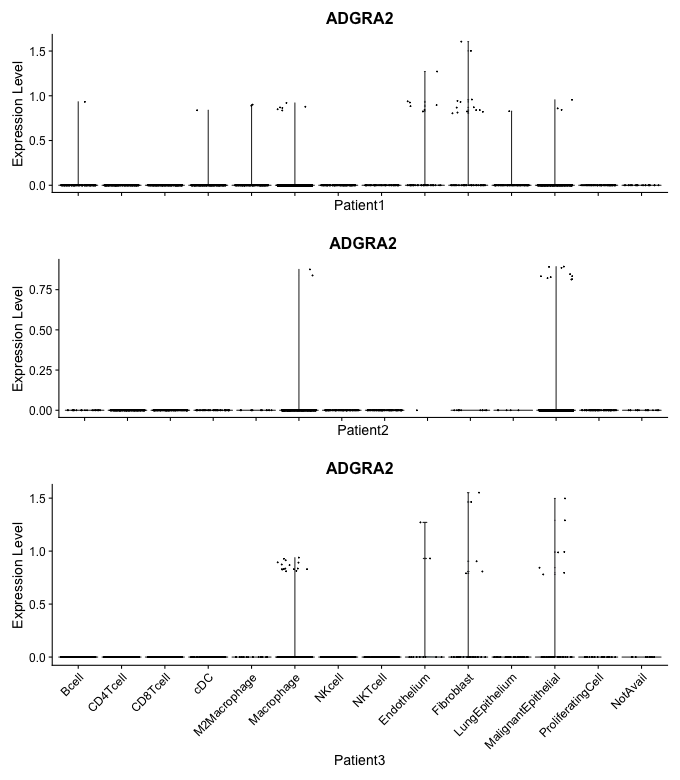 ADGRA2
Expression Level
1.5
1.0
0.5
0.0
Patient1
ADGRA2
Expression Level
0.75
0.50
0.25
0.00
Patient2
ADGRA2
Expression Level
1.5
1.0
0.5
0.0
Bcell
CD4Tcell
CD8Tcell
cDC
M2Macrophage
Macrophage
NKcell
NKTcell
Endothelium
Fibroblast
LungEpithelium
MalignantEpithelial
ProliferatingCell
NotAvail
Patient3